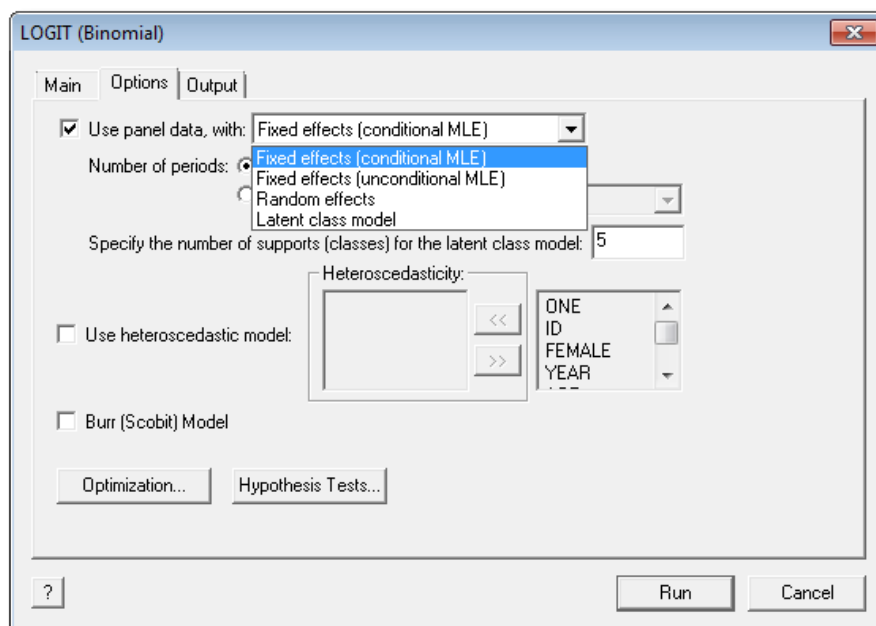 LOGIT (Binomial)
Main Options Output
Use panel data, with: Fixed effects (conditional MLE)
Number of periods:
Fixed effects (conditional MLE)
Fixed effects (unconditional MLE)
Random effects
Latent class model
Specify the number of supports (classes) for the latent class model: 5
Heteroscedasticity:
Use heteroscedastic model:
<<
>>
ONE
ID
FEMALE
YEAR
Burr (Scobit) Model
Optimization... Hypothesis Tests...
? Run Cancel